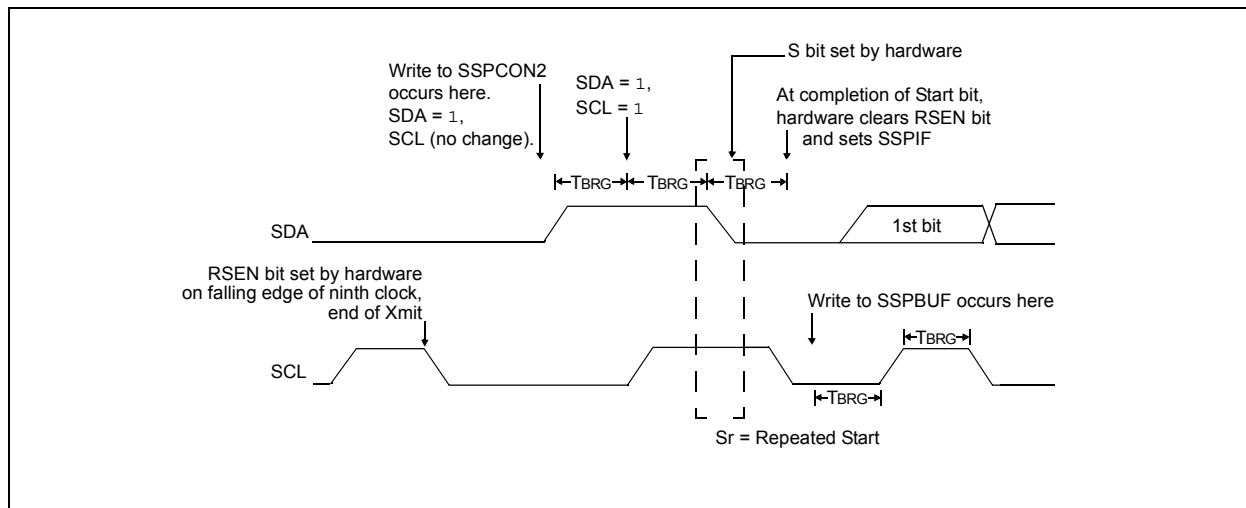 S bit set by hardware
Write to SSPCON2
occurs here.
SDA = 1,
SCL (no change).
SDA = 1,
SCL = 1
At completion of Start bit,
hardware clears RSEN bit
and sets SSPIF
TBRG
TBRG
TBRG
SDA
1st bit
RSEN bit set by hardware
on falling edge of ninth clock,
end of Xmit
Write to SSPBUF occurs here
TBRG
SCL
TBRG
Sr = Repeated Start